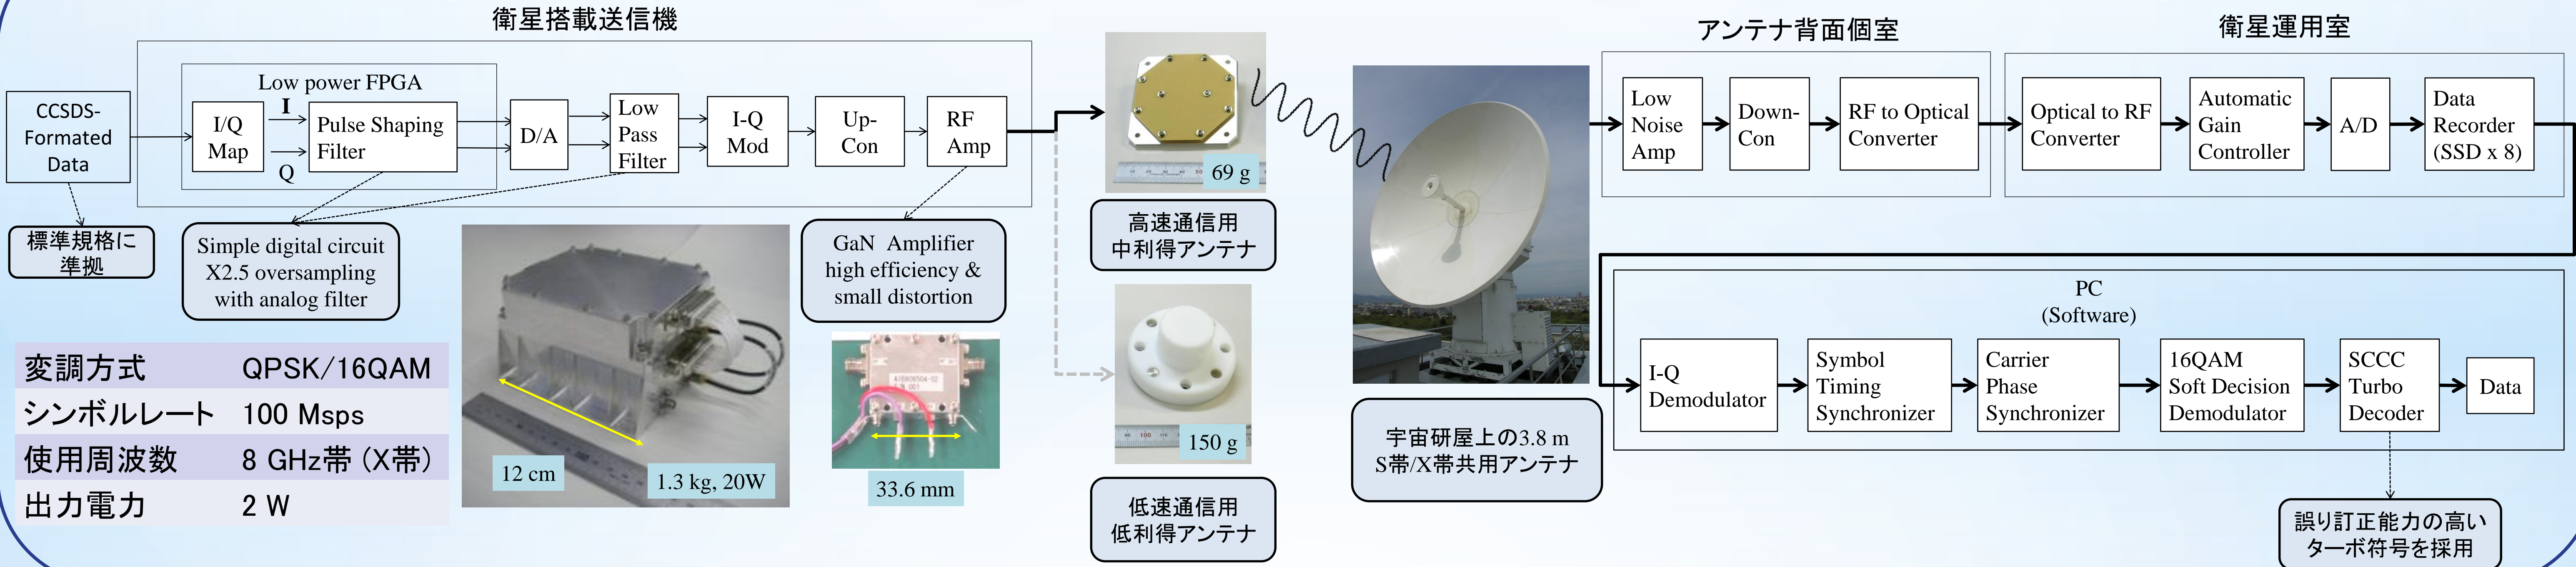 衛星搭載送信機
CCSDS-
Formated
Data
標準規格に
準拠
Low power FPGA
I/Q
Map
I
Q
Pulse Shaping
Filter
D/A
Low
Pass
Filter
I-Q
Mod
Up-
Con
RF
Amp
Simple digital circuit
X2.5 oversampling
with analog filter
GaN Amplifier
high efficiency &
small distortion
変調方式 QPSK/16QAM
シンボルレート 100 Msps
使用周波数 8 GHz帯 (X帯)
出力電力 2 W
12 cm
1.3 kg, 20W
33.6 mm
69 g
高速通信用
中利得アンテナ
100
150 g
低速通信用
低利得アンテナ
宇宙研屋上の3.8 m
S帯/X帯共用アンテナ
アンテナ背面個室
Low
Noise
Amp
Down-
Con
RF to Optical
Converter
衛星運用室
Optical to RF
Converter
Automatic
Gain
Controller
A/D
Data
Recorder
(SSD x 8)
PC
(Software)
I-Q
Demodulator
Symbol
Timing
Synchronizer
Carrier
Phase
Synchronizer
16QAM
Soft Decision
Demodulator
SCCC
Turbo
Decoder
Data
誤り訂正能力の高い
ターボ符号を採用